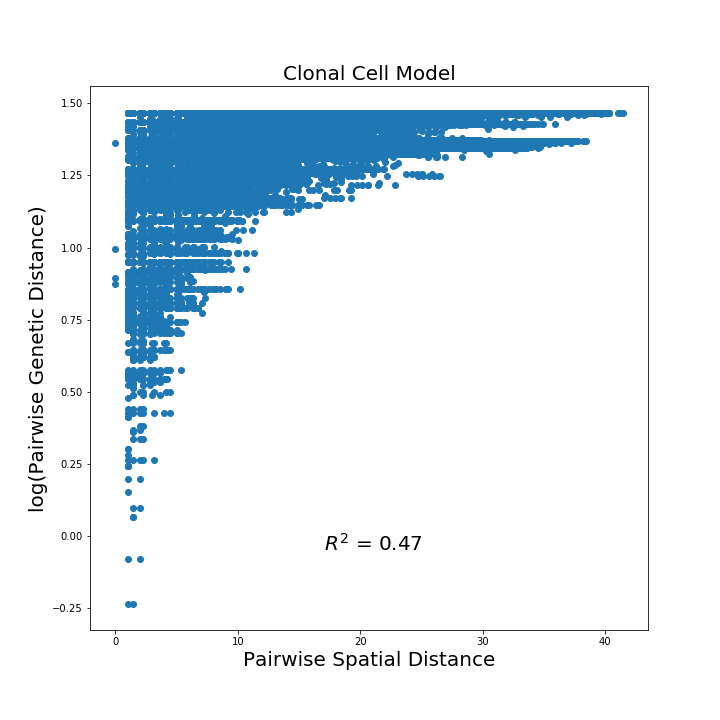 Clonal Cell Model
log(Pairwise Genetic Distance)
1.50
1.25
1.00
0.75
0.50
0.25
0.00
−0.25
R² = 0.47
0 10 20 30 40
Pairwise Spatial Distance